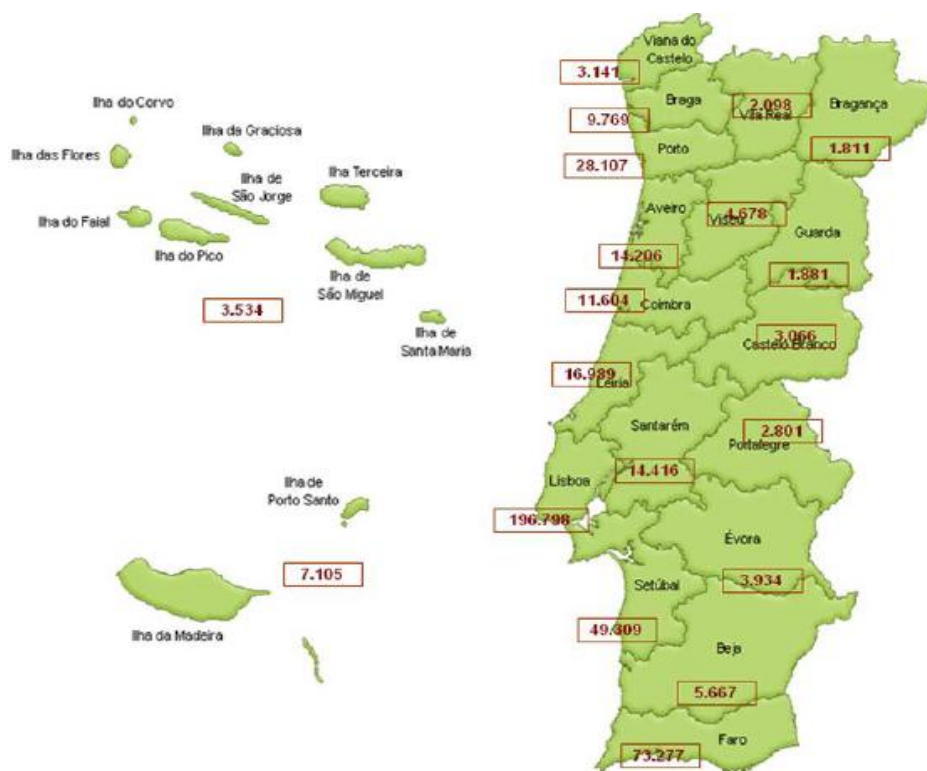 Viana do
Castelo
3.141
Braga
9.769
2.098
Vila Real
Bragança
1.811
Porto
28.107
Ilha do Corvo
Ilha da Graciosa
Ilha das Flores
Ilha de
São Jorge
Ilha Terceira
Ilha do Faial
Ilha do Pico
Ilha de
São Miguel
3.534
Ilha de
Santa Maria
Aveiro
4.678
Viseu
Guarda
14.206
1.881
11.604
Coimbra
3.066
Castelo Branco
16.989
Leiria
Santarém
2.801
Portalegre
14.416
Lisboa
196.798
Ilha de
Porto Santo
7.105
Ilha da Madeira
Évora
3.934
Setúbal
49.309
Beja
5.667
Faro
73.277